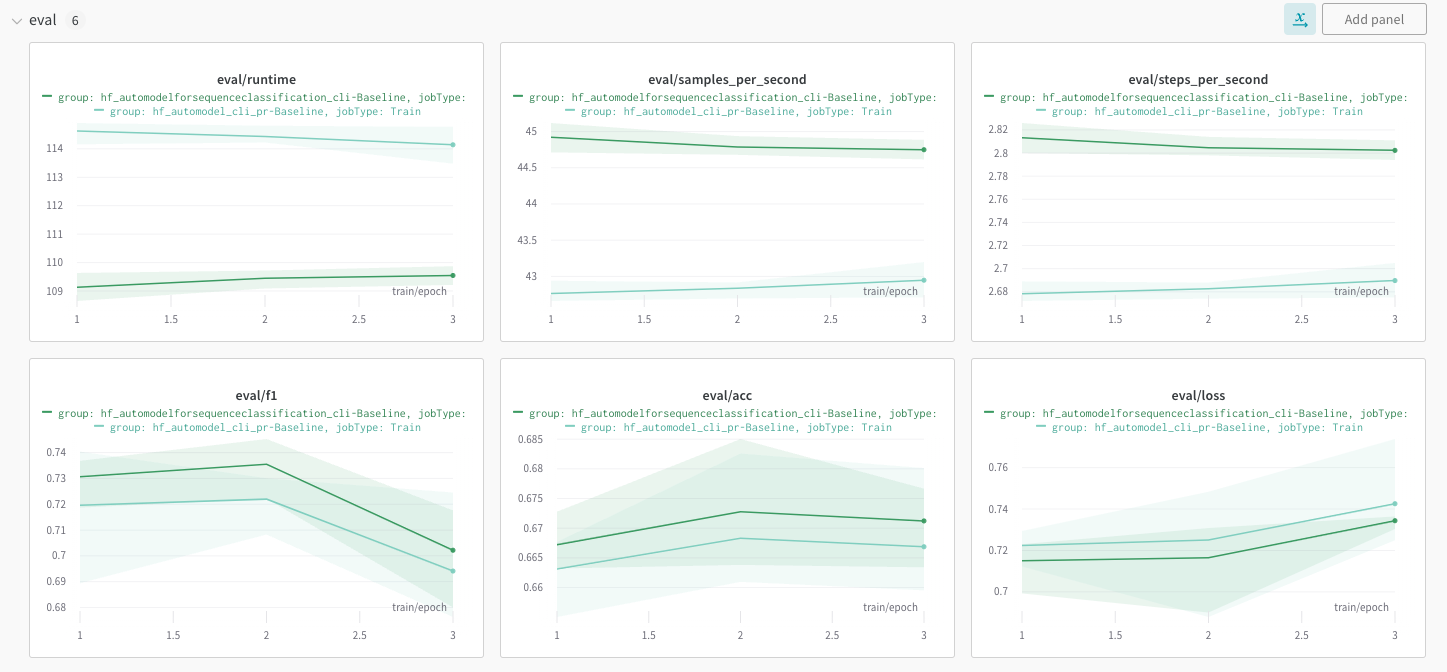 eval 6
Add panel
eval/runtime
group: 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_cli-Baseline, jobType:
group: hf_automodel_cli_pr-Baseline, jobType: Train
114
113
112
111
110
109
train/epoch
1 1.5 2 2.5 3
eval/samples_per_second
group: 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_cli-Baseline, jobType:
group: hf_automodel_cli_pr-Baseline, jobType: Train
45
44.5
44
43.5
43
train/epoch
1 1.5 2 2.5 3
eval/steps_per_second
group: 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_cli-Baseline, jobType:
group: hf_automodel_cli_pr-Baseline, jobType: Train
2.82
2.8
2.78
2.76
2.74
2.72
2.7
2.68
train/epoch
1 1.5 2 2.5 3
eval/f1
group: 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_cli-Baseline, jobType:
group: hf_automodel_cli_pr-Baseline, jobType: Train
0.74
0.73
0.72
0.71
0.7
0.69
0.68
train/epoch
1 1.5 2 2.5 3
eval/acc
group: 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_cli-Baseline, jobType:
group: hf_automodel_cli_pr-Baseline, jobType: Train
0.685
0.68
0.675
0.67
0.665
0.66
train/epoch
1 1.5 2 2.5 3
eval/loss
group: 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_cli-Baseline, jobType:
group: hf_automodel_cli_pr-Baseline, jobType: Train
0.76
0.74
0.72
0.7
train/epoch
1 1.5 2 2.5 3